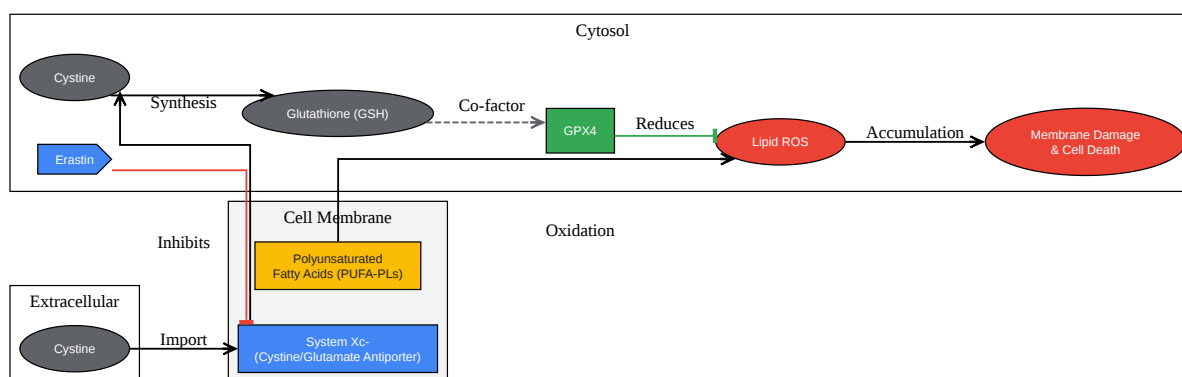 Cytosol
Cystine
Synthesis
Glutathione (GSH)
Co-factor
GPX4
Reduces
Lipid ROS
Accumulation
Membrane Damage
& Cell Death
Erastin
Inhibits
Cell Membrane
Oxidation
Polyunsaturated
Fatty Acids (PUFA-PLs)
Extracellular
Cystine
Import
System Xc-
(Cystine/Glutamate Antiporter)